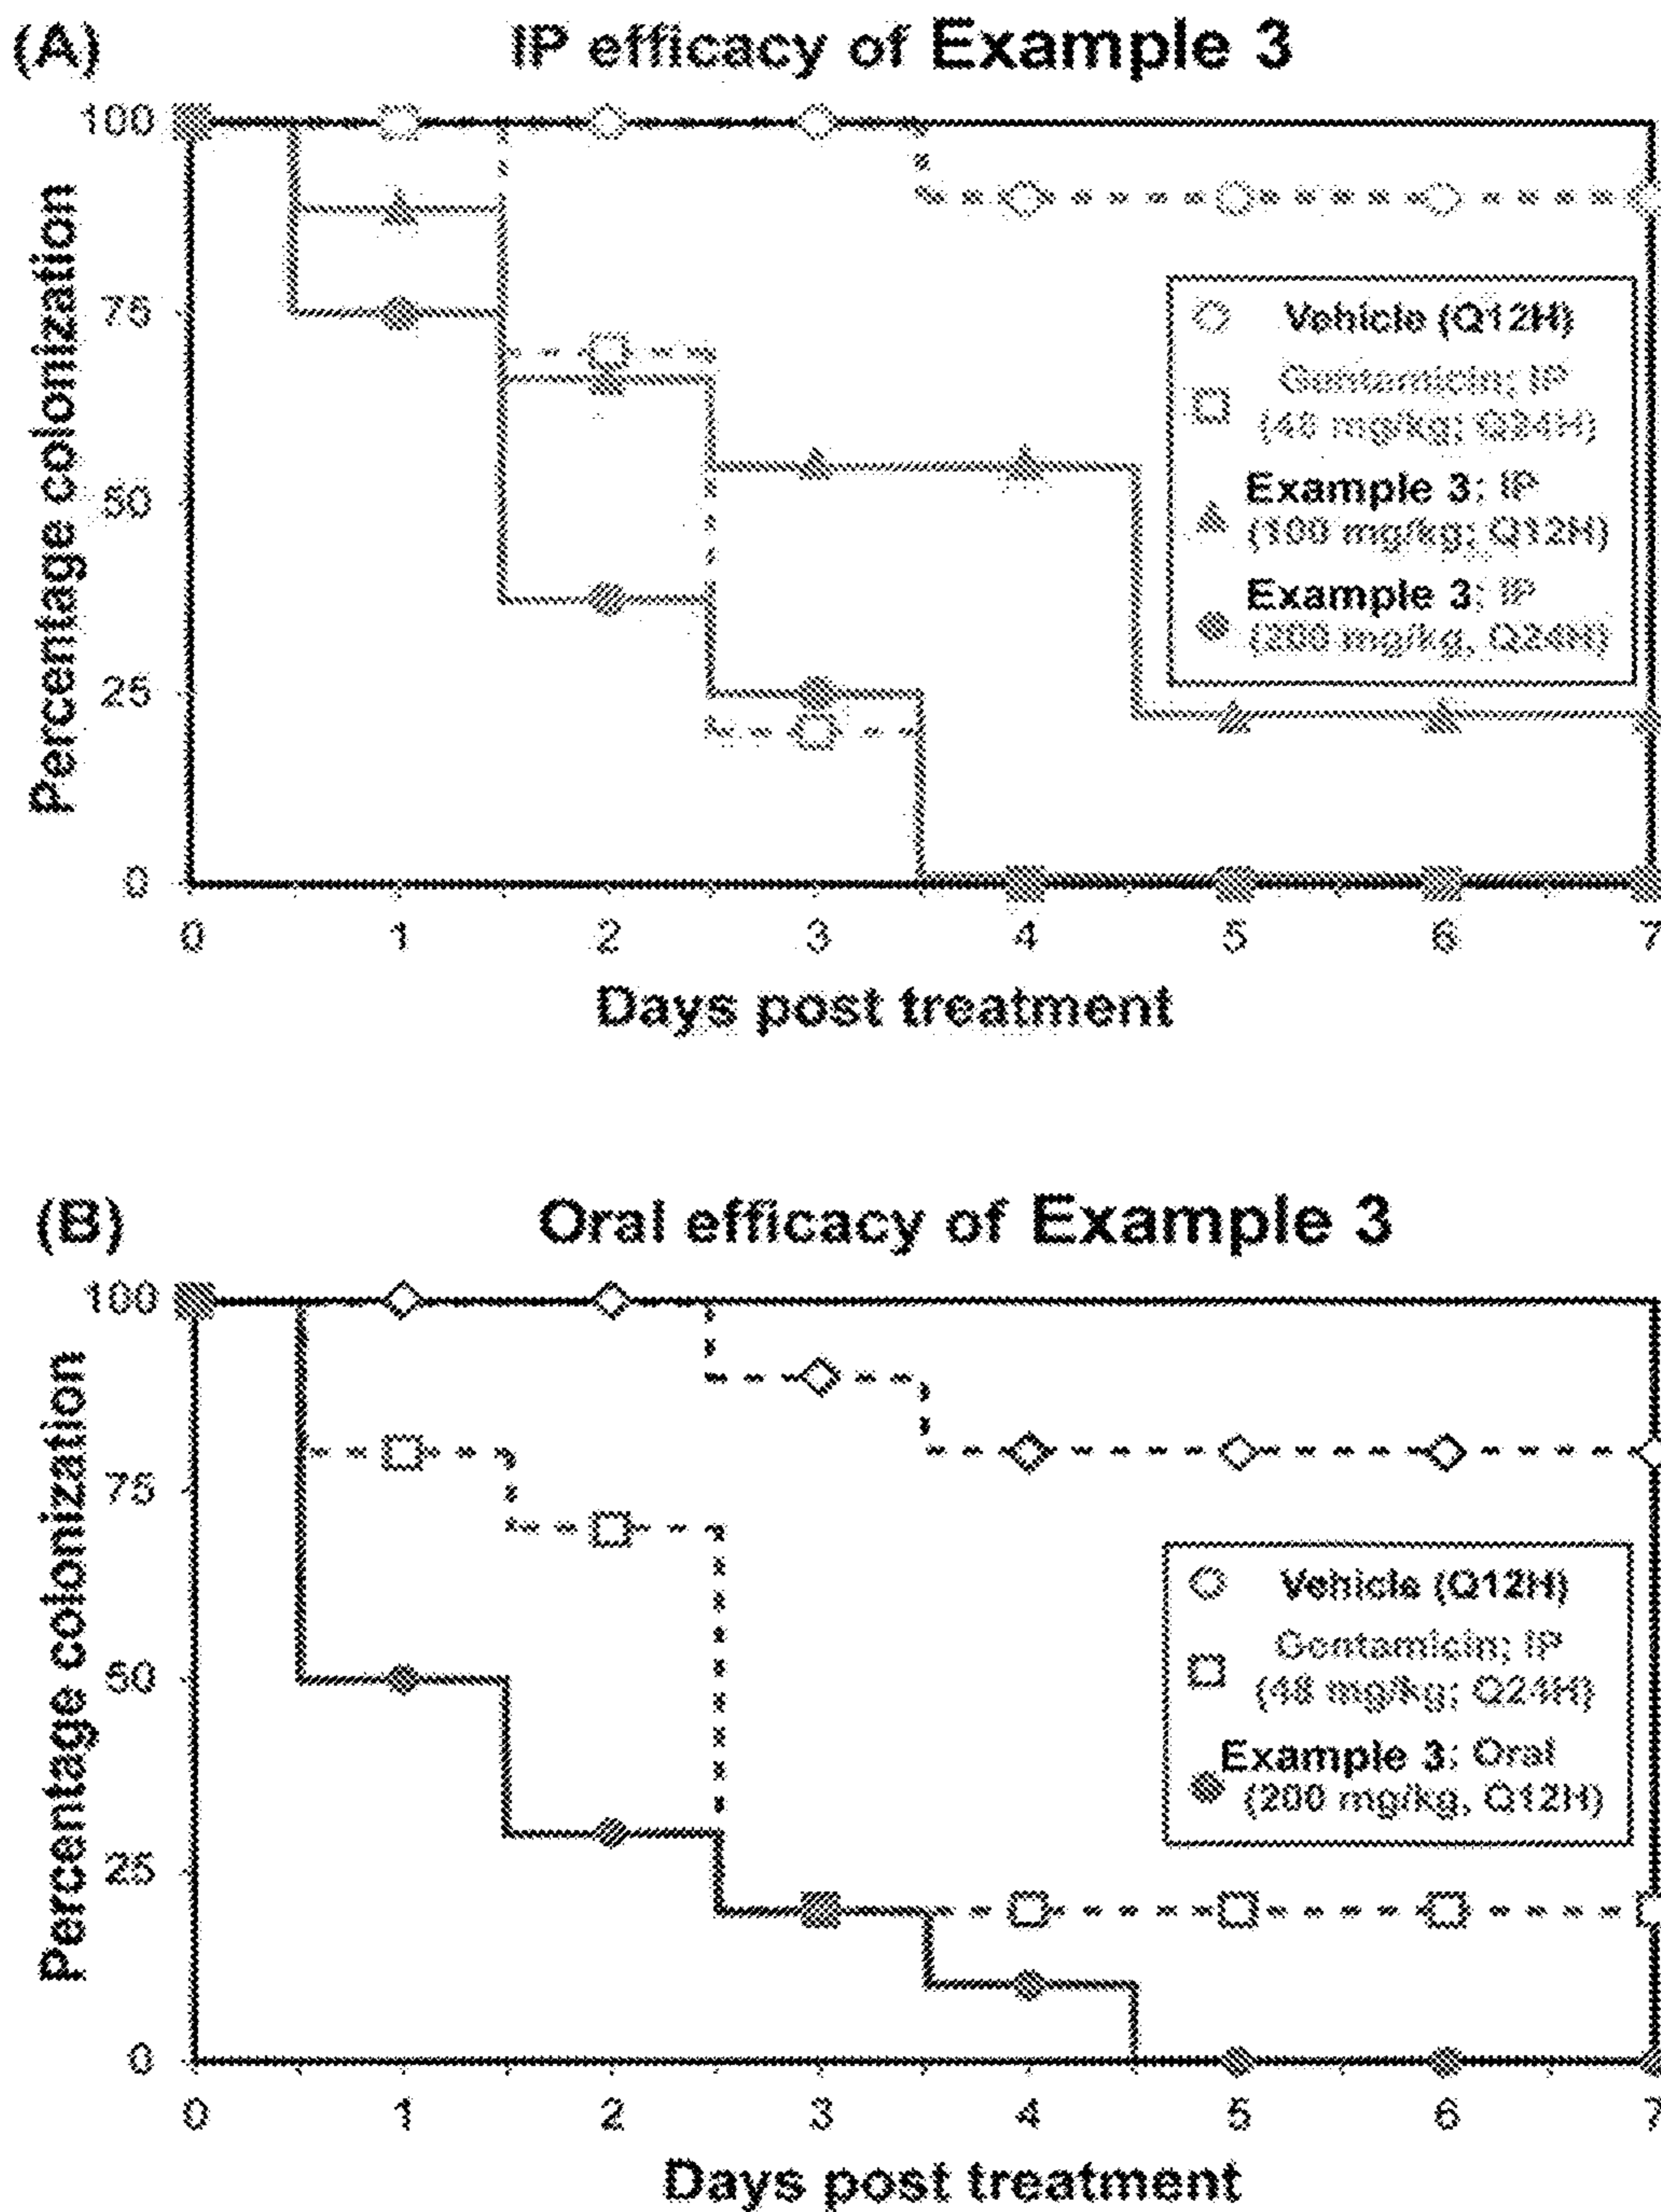 (A)
IP efficacy of Example 3
100
75
50
25
0
Percentage colonization
0 1 2 3 4 5 6 7
Days post treatment
Vehicle (Q12H)
Gentamicin; IP
(48 mg/kg; Q24H)
Example 3; IP
(100 mg/kg; Q12H)
Example 3; IP
(200 mg/kg, Q24H)
(B)
Oral efficacy of Example 3
100
75
50
25
0
Percentage colonization
0 1 2 3 4 5 6 7
Days post treatment
Vehicle (Q12H)
Gentamicin; IP
(48 mg/kg; Q24H)
Example 3; Oral
(200 mg/kg, Q12H)